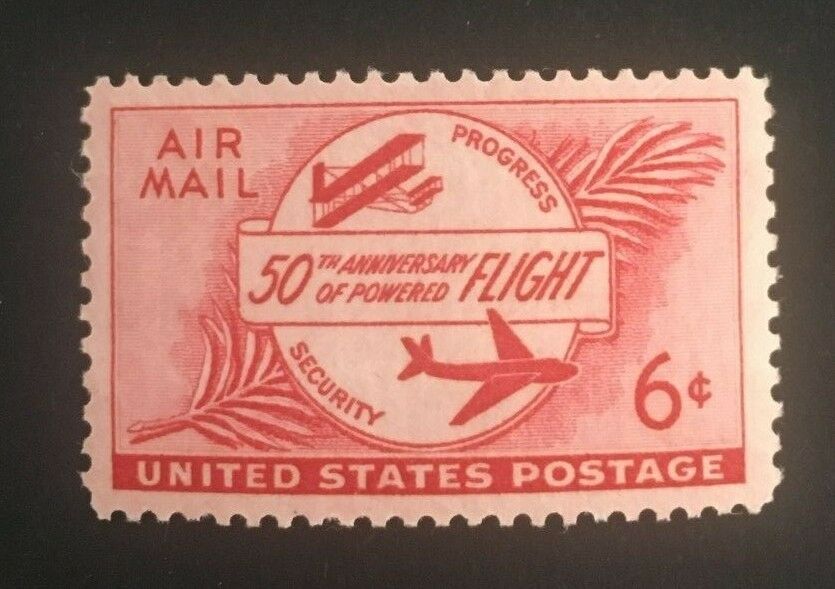 AIR
MAIL
PROGRESS
50TH ANNIVERSARY
OF POWERED FLIGHT
SECURITY
6¢
UNITED STATES POSTAGE